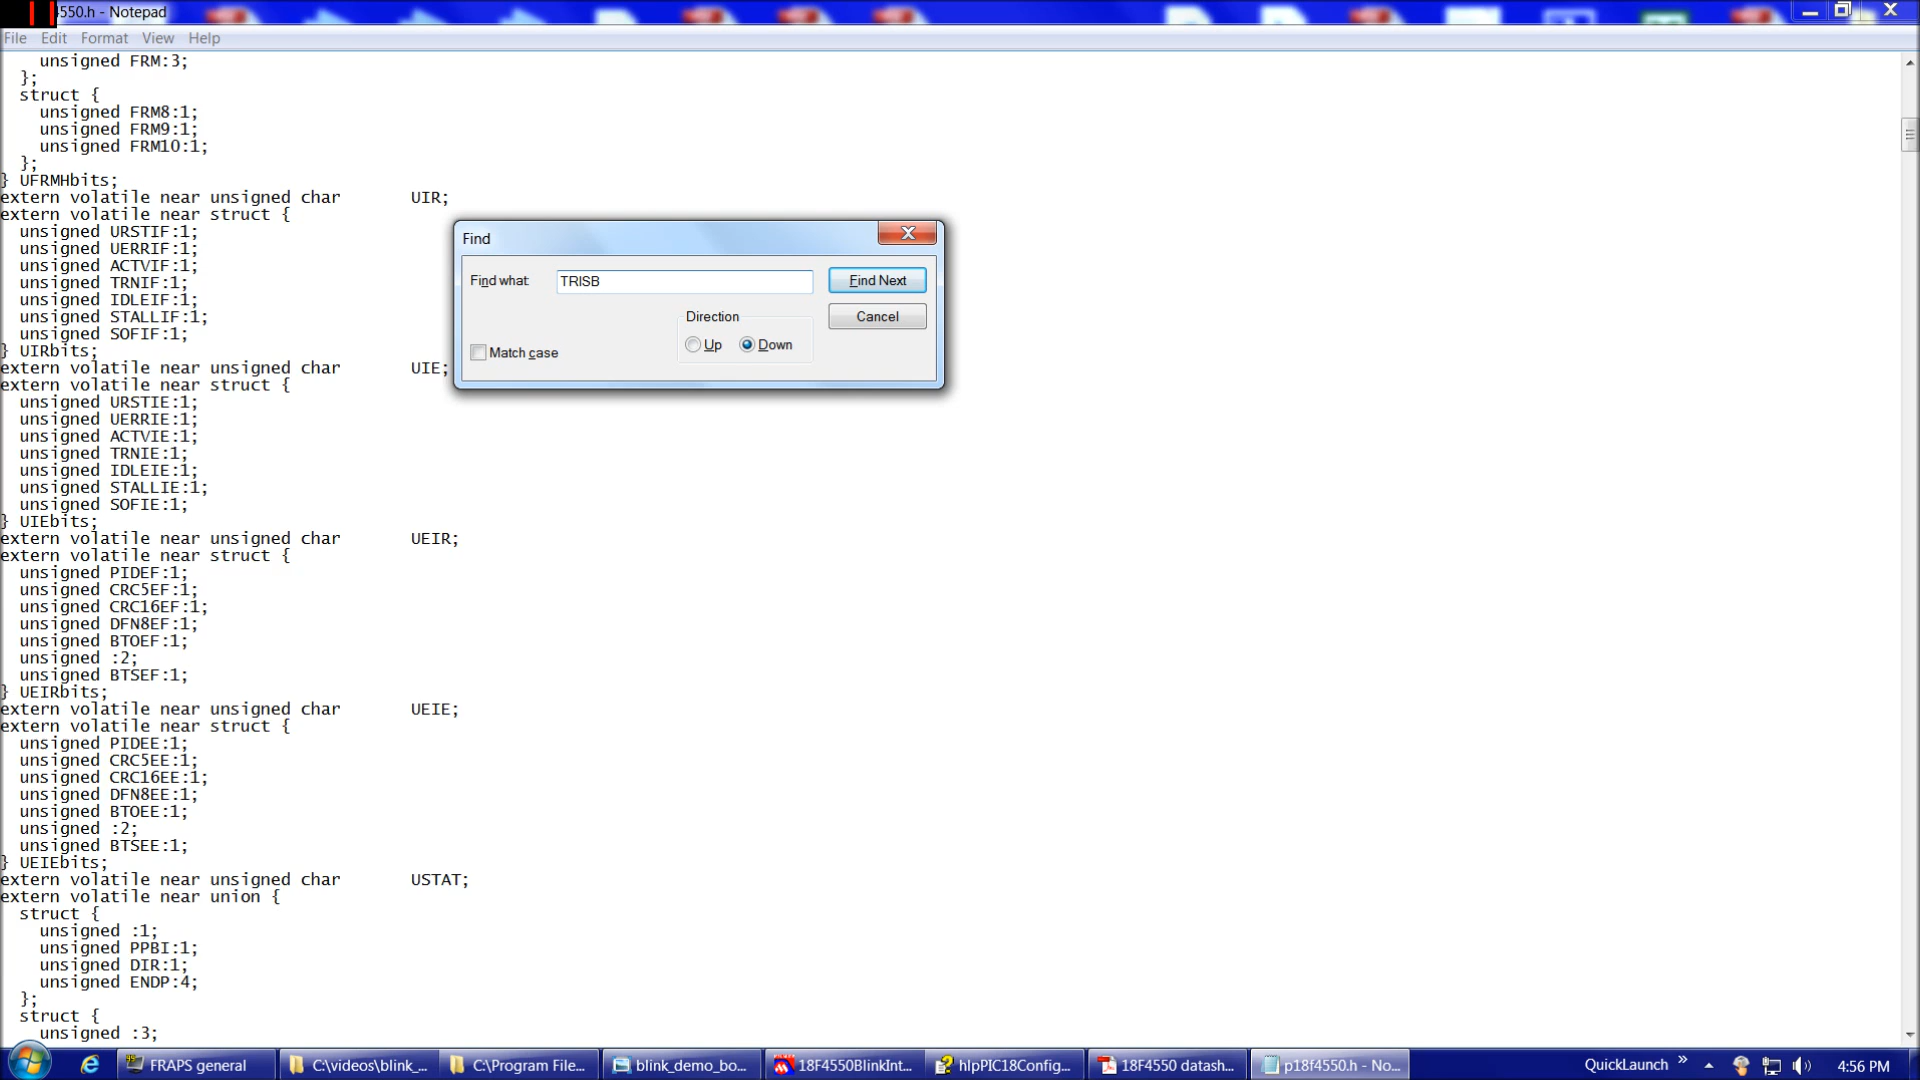 4550.h - Notepad
File Edit Format View Help
unsigned FRM:3;
};
struct {
unsigned FRM8:1;
unsigned FRM9:1;
unsigned FRM10:1;
};
} UFRMHbits;
extern volatile near unsigned char UIR;
extern volatile near struct {
unsigned URSTIF:1;
unsigned UERRIF:1;
unsigned ACTVIF:1;
unsigned TRNIF:1;
unsigned IDLEIF:1;
unsigned STALLIF:1;
unsigned SOFIF:1;
} UIRbits;
extern volatile near unsigned char UIE;
extern volatile near struct {
unsigned URSTIE:1;
unsigned UERRIE:1;
unsigned ACTVIE:1;
unsigned TRNIE:1;
unsigned IDLEIE:1;
unsigned STALLIE:1;
unsigned SOFIE:1;
} UIEbits;
extern volatile near unsigned char UEIR;
extern volatile near struct {
unsigned PIDEF:1;
unsigned CRC5EF:1;
unsigned CRC16EF:1;
unsigned DFN8EF:1;
unsigned BTOEF:1;
unsigned :2;
unsigned BTSEF:1;
} UEIRbits;
extern volatile near unsigned char UEIE;
extern volatile near struct {
unsigned PIDEE:1;
unsigned CRC5EE:1;
unsigned CRC16EE:1;
unsigned DFN8EE:1;
unsigned BTOEE:1;
unsigned :2;
unsigned BTSEE:1;
} UEIEbits;
extern volatile near unsigned char USTAT;
extern volatile near union {
struct {
unsigned :1;
unsigned PPBI:1;
unsigned DIR:1;
unsigned ENDP:4;
};
struct {
unsigned :3;
Find
Find what: TRISB Find Next
Direction Cancel
Match case Up Down
FRAPS general C:\videos\blink_... C:\Program File... blink_demo_bo... 18F4550BlinkInt... hlpPIC18Config... 18F4550 datash... p18f4550.h - No... QuickLaunch » 4:56 PM